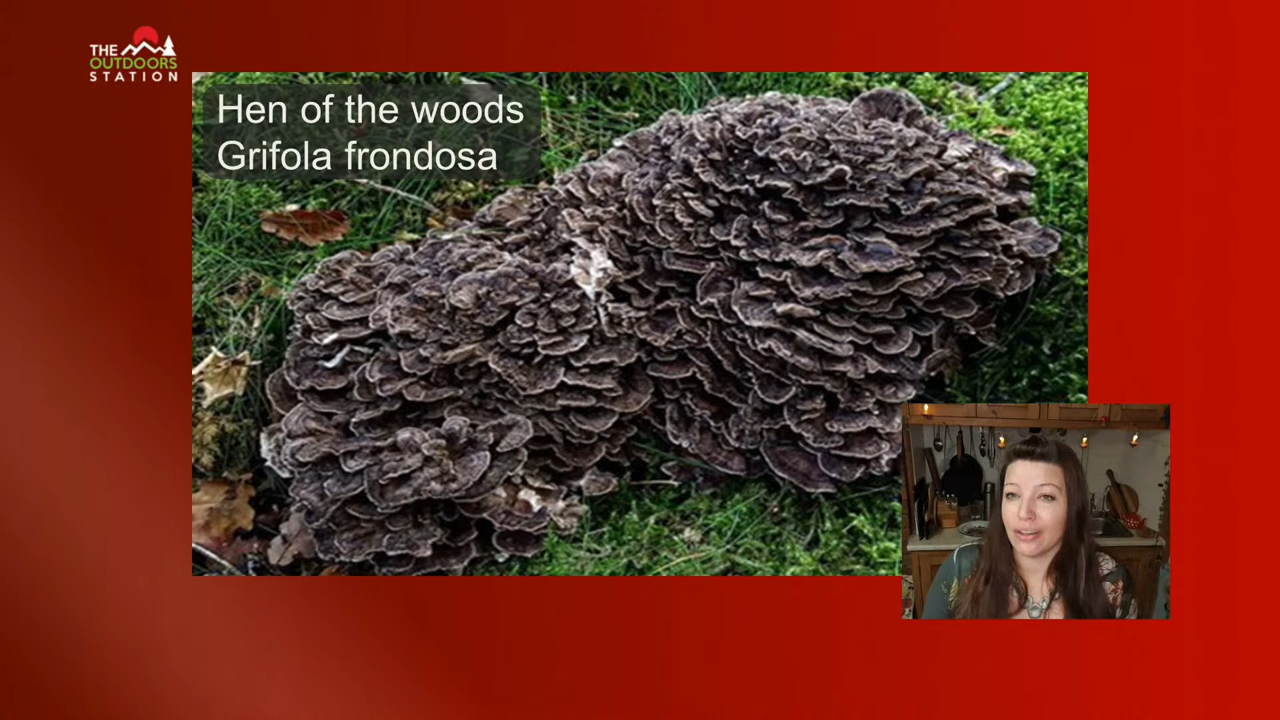 THE
OUTDOORS
STATION
Hen of the woods
Grifola frondosa